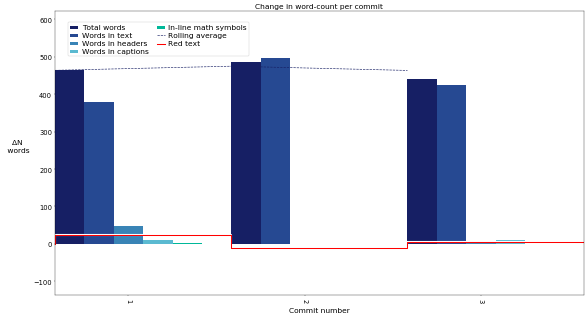 Change in word-count per commit
Total words
Words in text
Words in headers
Words in captions
In-line math symbols
Rolling average
Red text
600
500
400
300
200
100
0
−100
ΔN
words
1
2
3
Commit number